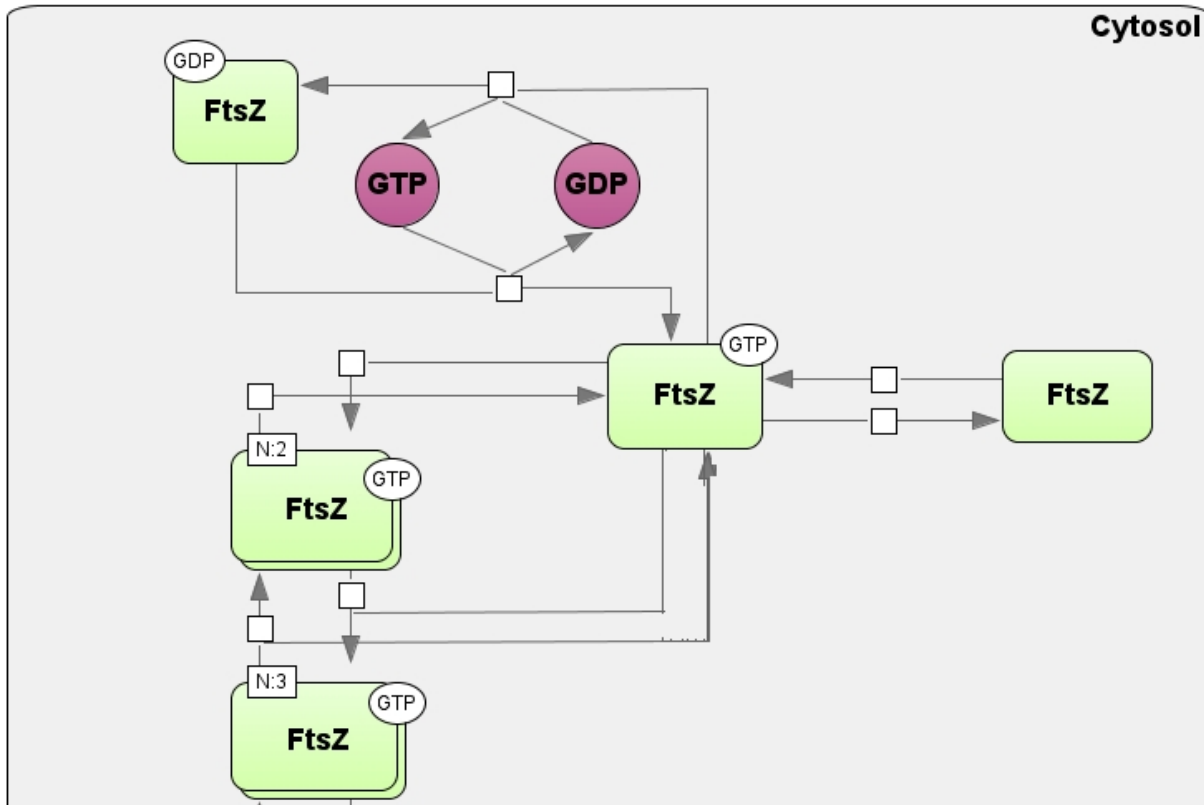 Cytosol
GDP
FtsZ
GTP
GDP
GTP
FtsZ
FtsZ
N:2
GTP
FtsZ
N:3
GTP
FtsZ